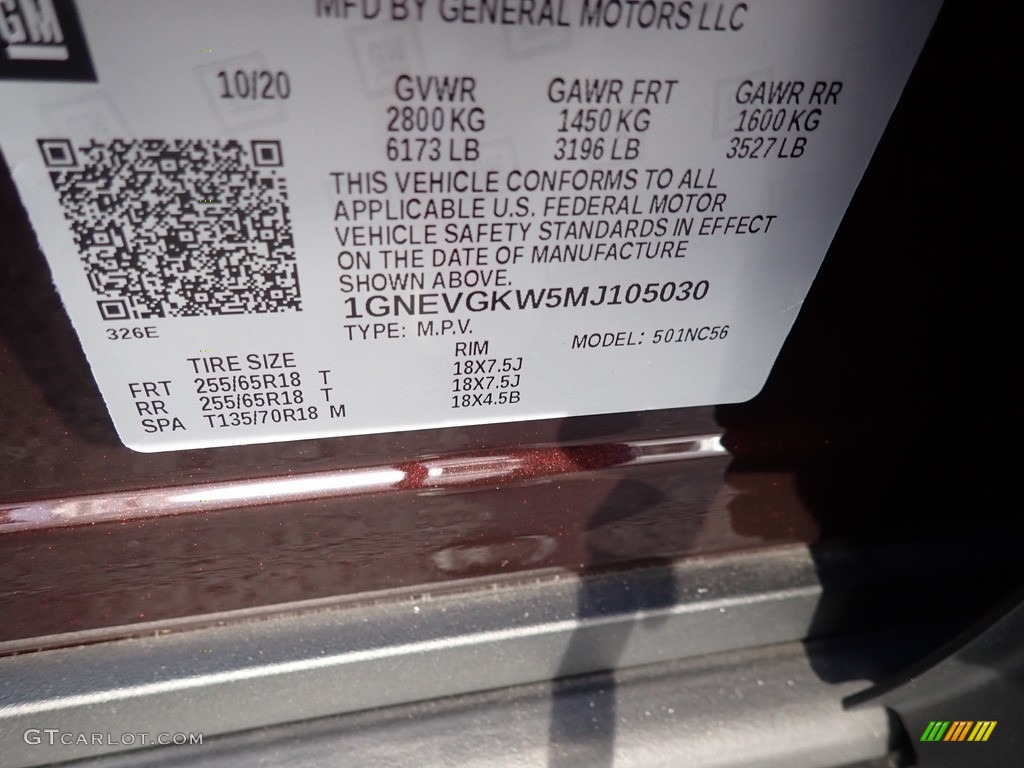 GM
MFD BY GENERAL MOTORS LLC
10/20 GVWR GAWR FRT GAWR RR
2800 KG 1450 KG 1600 KG
6173 LB 3196 LB 3527 LB
THIS VEHICLE CONFORMS TO ALL
APPLICABLE U.S. FEDERAL MOTOR
VEHICLE SAFETY STANDARDS IN EFFECT
ON THE DATE OF MANUFACTURE
SHOWN ABOVE.
1GNEVGKW5MJ105030
326E
TYPE: M.P.V. MODEL: 501NC56
TIRE SIZE RIM
FRT 255/65R18 T 18X7.5J
RR 255/65R18 T 18X7.5J
SPA T135/70R18 M 18X4.5B
GTCARLOT.COM